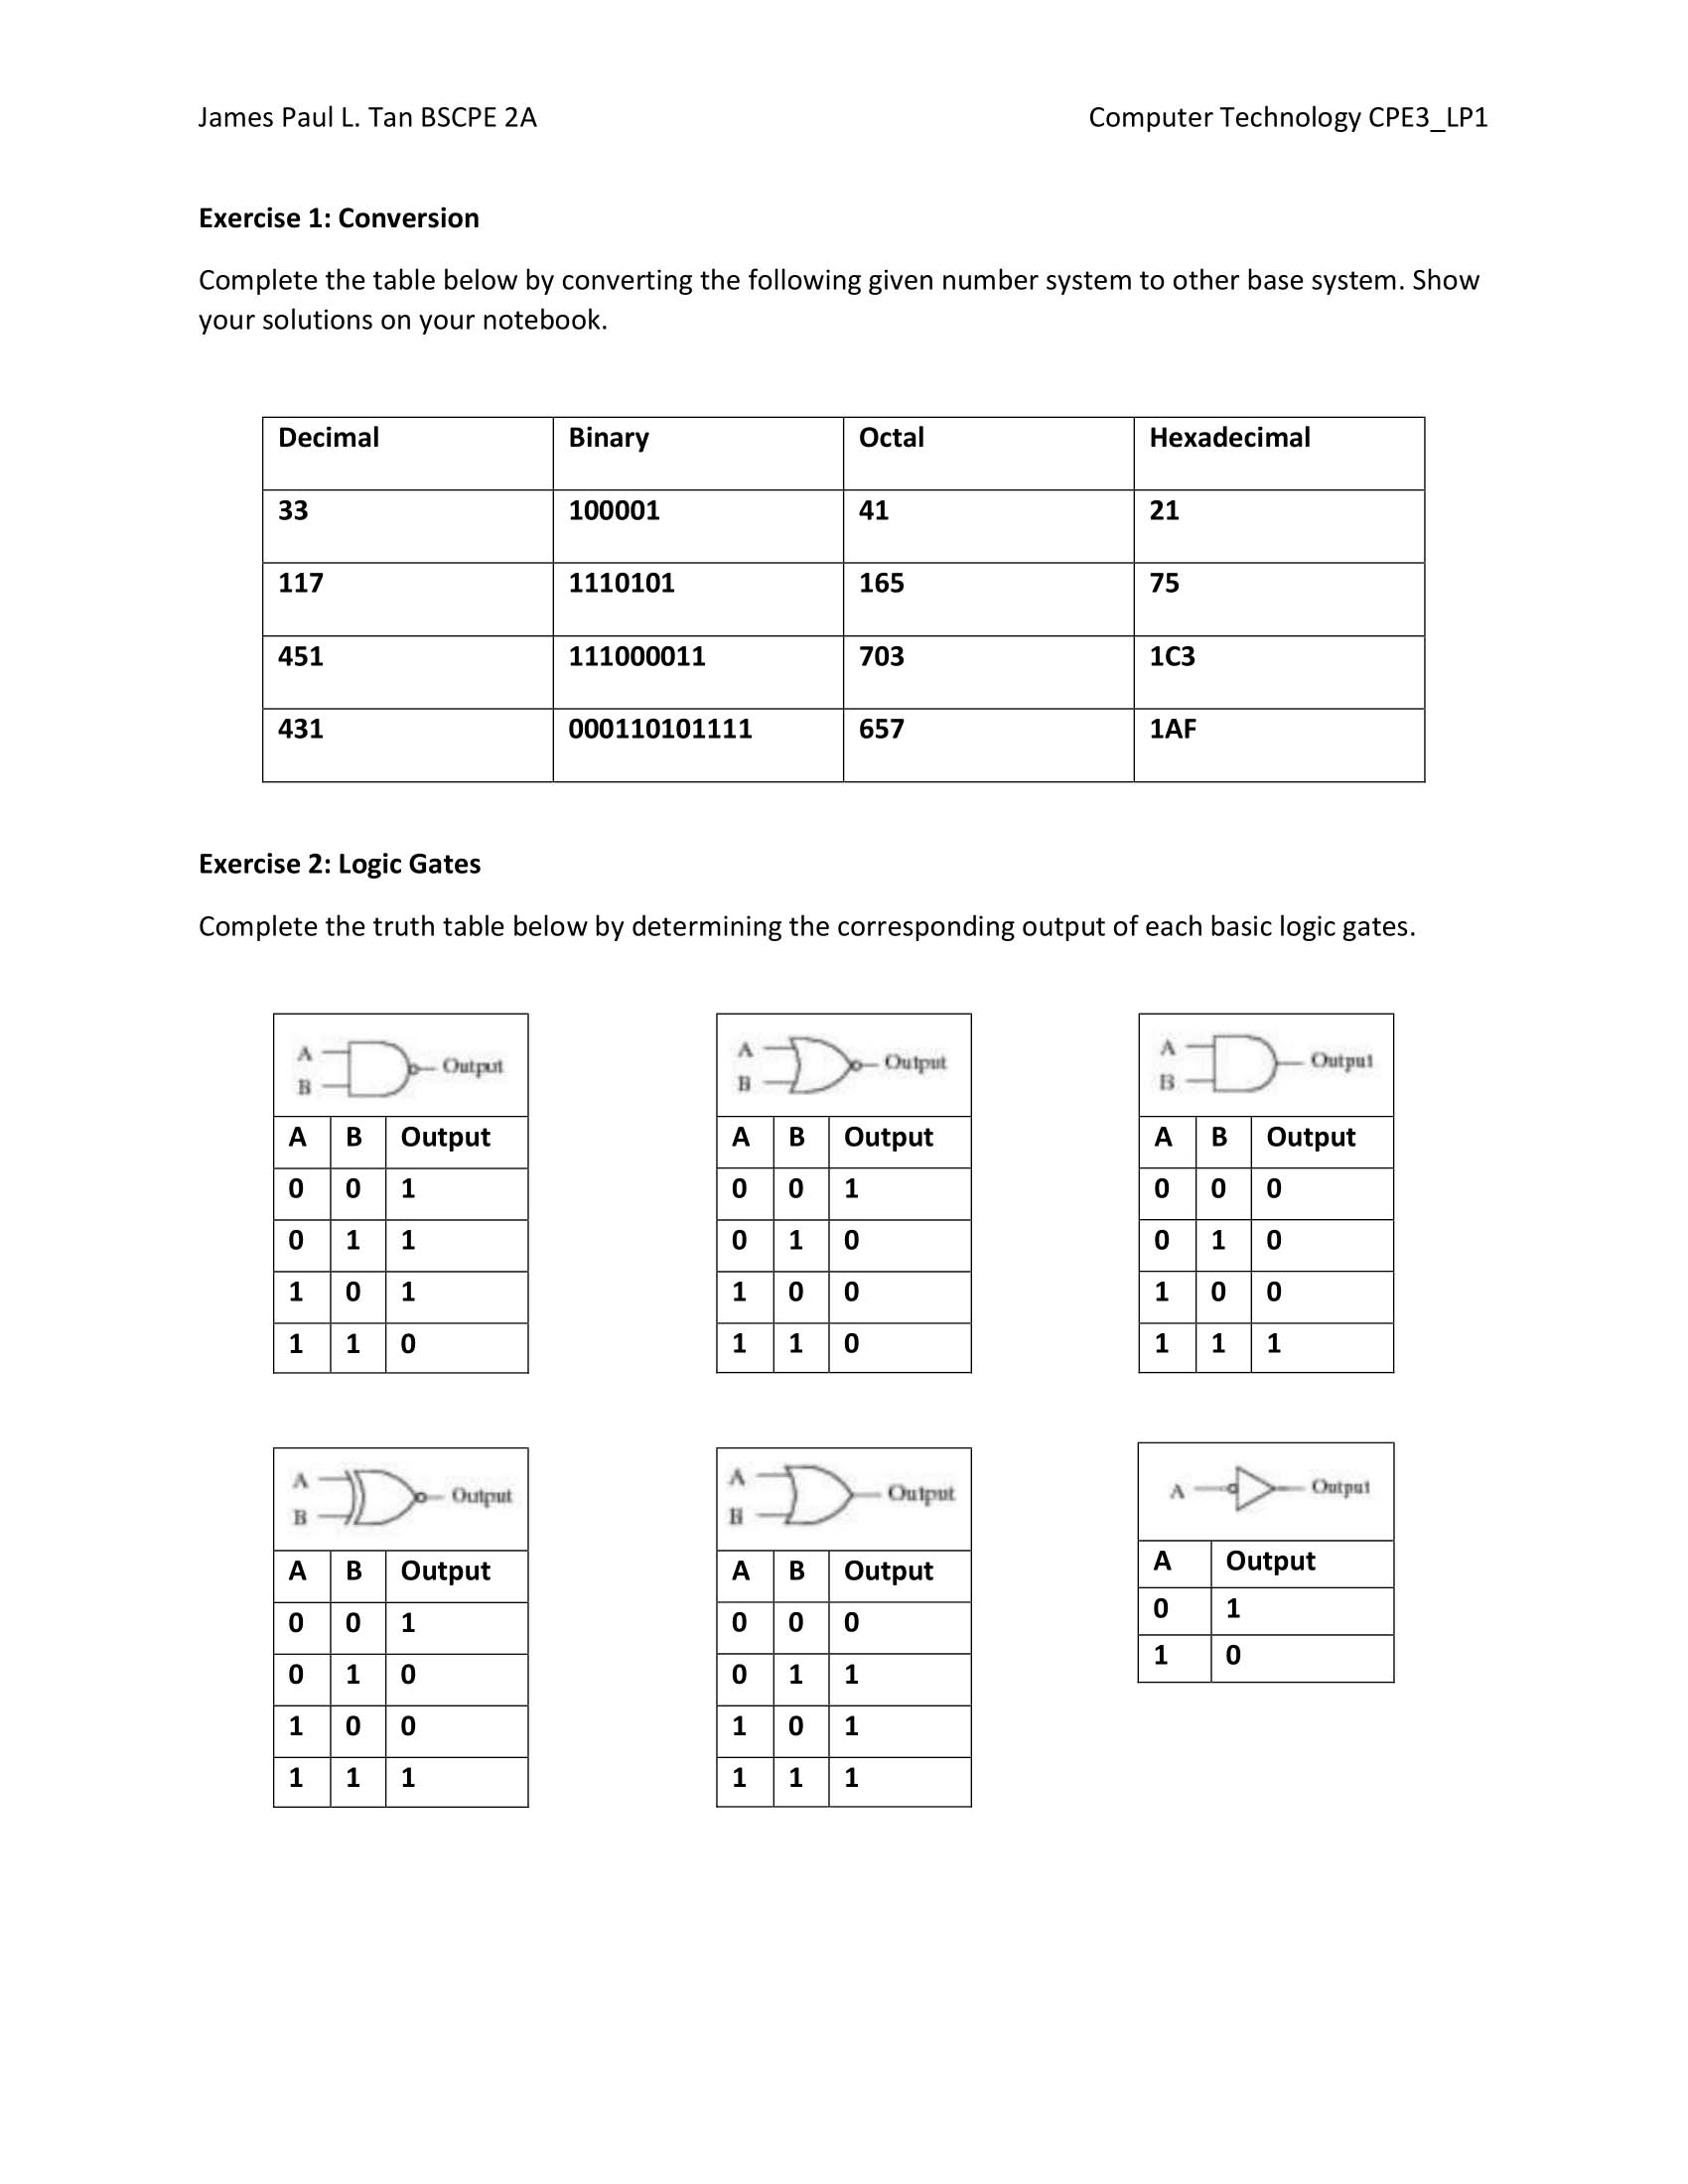 James Paul L. Tan BSCPE 2A Computer Technology CPE3_LP1
Exercise 1: Conversion
Complete the table below by converting the following given number system to other base system. Show
your solutions on your notebook.
Decimal Binary Octal Hexadecimal
33 100001 41 21
117 1110101 165 75
451 111000011 703 1C3
431 000110101111 657 1AF
Exercise 2: Logic Gates
Complete the truth table below by determining the corresponding output of each basic logic gates.
A
B
Output
A B Output
0 0 1
0 1 1
1 0 1
1 1 0
A
B
Output
A B Output
0 0 1
0 1 0
1 0 0
1 1 0
A
B
Output
A B Output
0 0 0
0 1 0
1 0 0
1 1 1
A
B
Output
A B Output
0 0 1
0 1 0
1 0 0
1 1 1
A
B
Output
A B Output
0 0 0
0 1 1
1 0 1
1 1 1
A Output
A Output
0 1
1 0